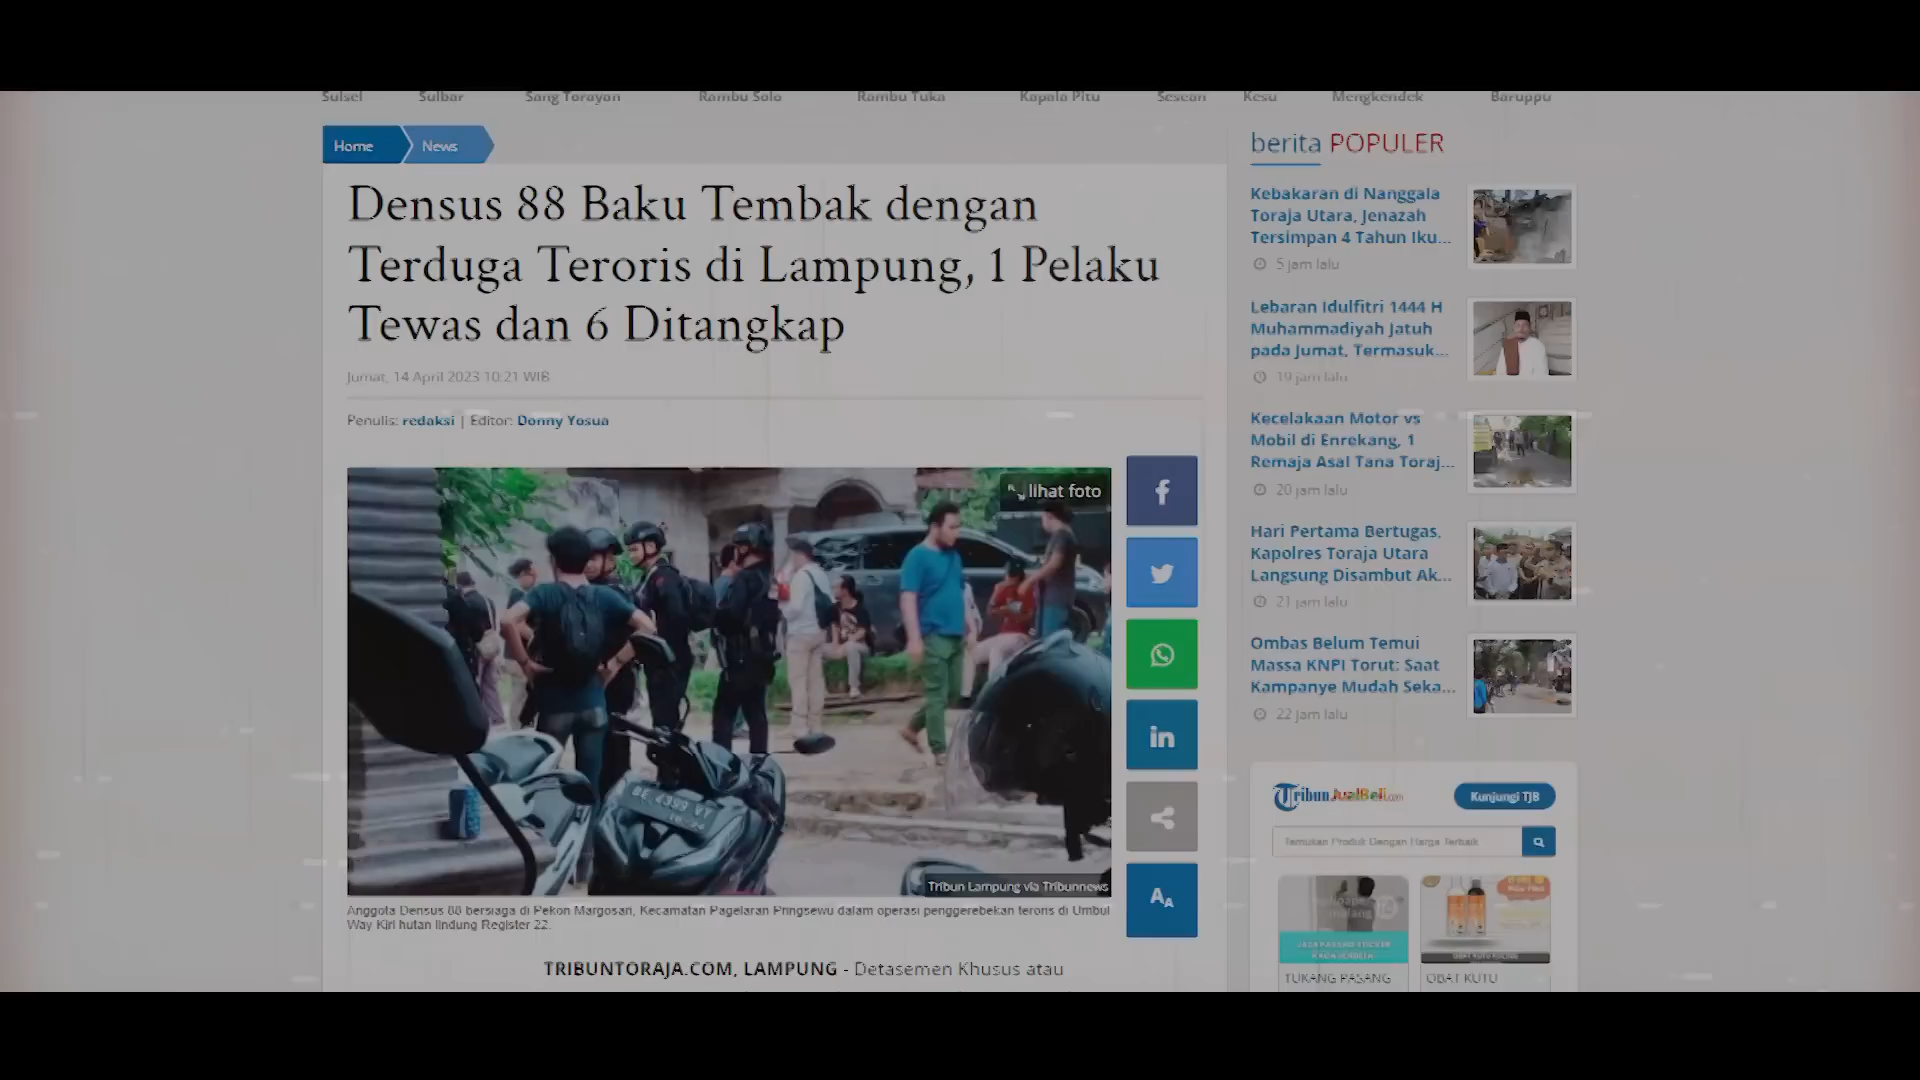 Sulsel Sulbar Sang Torayan Rambu Solo Rambu Tuka Kapala Pitu Sesean Kesu Mengkendek Baruppu
Home News
Densus 88 Baku Tembak dengan
Terduga Teroris di Lampung, 1 Pelaku
Tewas dan 6 Ditangkap
Jumat, 14 April 2023 10:21 WIB
Penulis: redaksi | Editor: Donny Yosua
lihat foto
Tribun Lampung via Tribunnews
Anggota Densus 88 bersiaga di Pekon Margosari, Kecamatan Pagelaran Pringsewu dalam operasi penggerebekan teroris di Umbul
Way Kiri hutan lindung Register 22.
TRIBUNTORAJA.COM, LAMPUNG - Detasemen Khusus atau
berita POPULER
Kebakaran di Nanggala
Toraja Utara, Jenazah
Tersimpan 4 Tahun Iku...
5 jam lalu
Lebaran Idulfitri 1444 H
Muhammadiyah Jatuh
pada Jumat, Termasuk...
19 jam lalu
Kecelakaan Motor vs
Mobil di Enrekang, 1
Remaja Asal Tana Toraj...
20 jam lalu
Hari Pertama Bertugas,
Kapolres Toraja Utara
Langsung Disambut Ak...
21 jam lalu
Ombas Belum Temui
Massa KNPI Torut: Saat
Kampanye Mudah Seka...
22 jam lalu
TribunJualBeli.com
Kunjungi TJB
Temukan Produk Dengan Harga Terbaik
TUKANG PASANG
OBAT KUTU